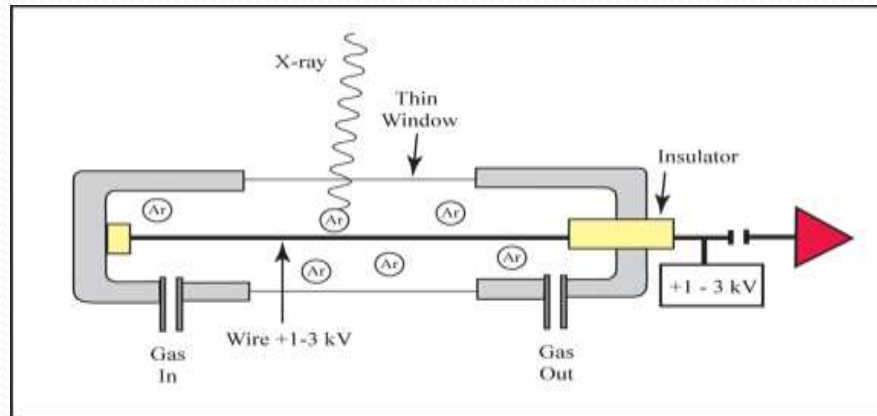 X-ray
Thin
Window
Insulator
Ar
Ar
Ar
Ar
Ar
Ar
+1 - 3 kV
Wire +1-3 kV
Gas
In
Gas
Out